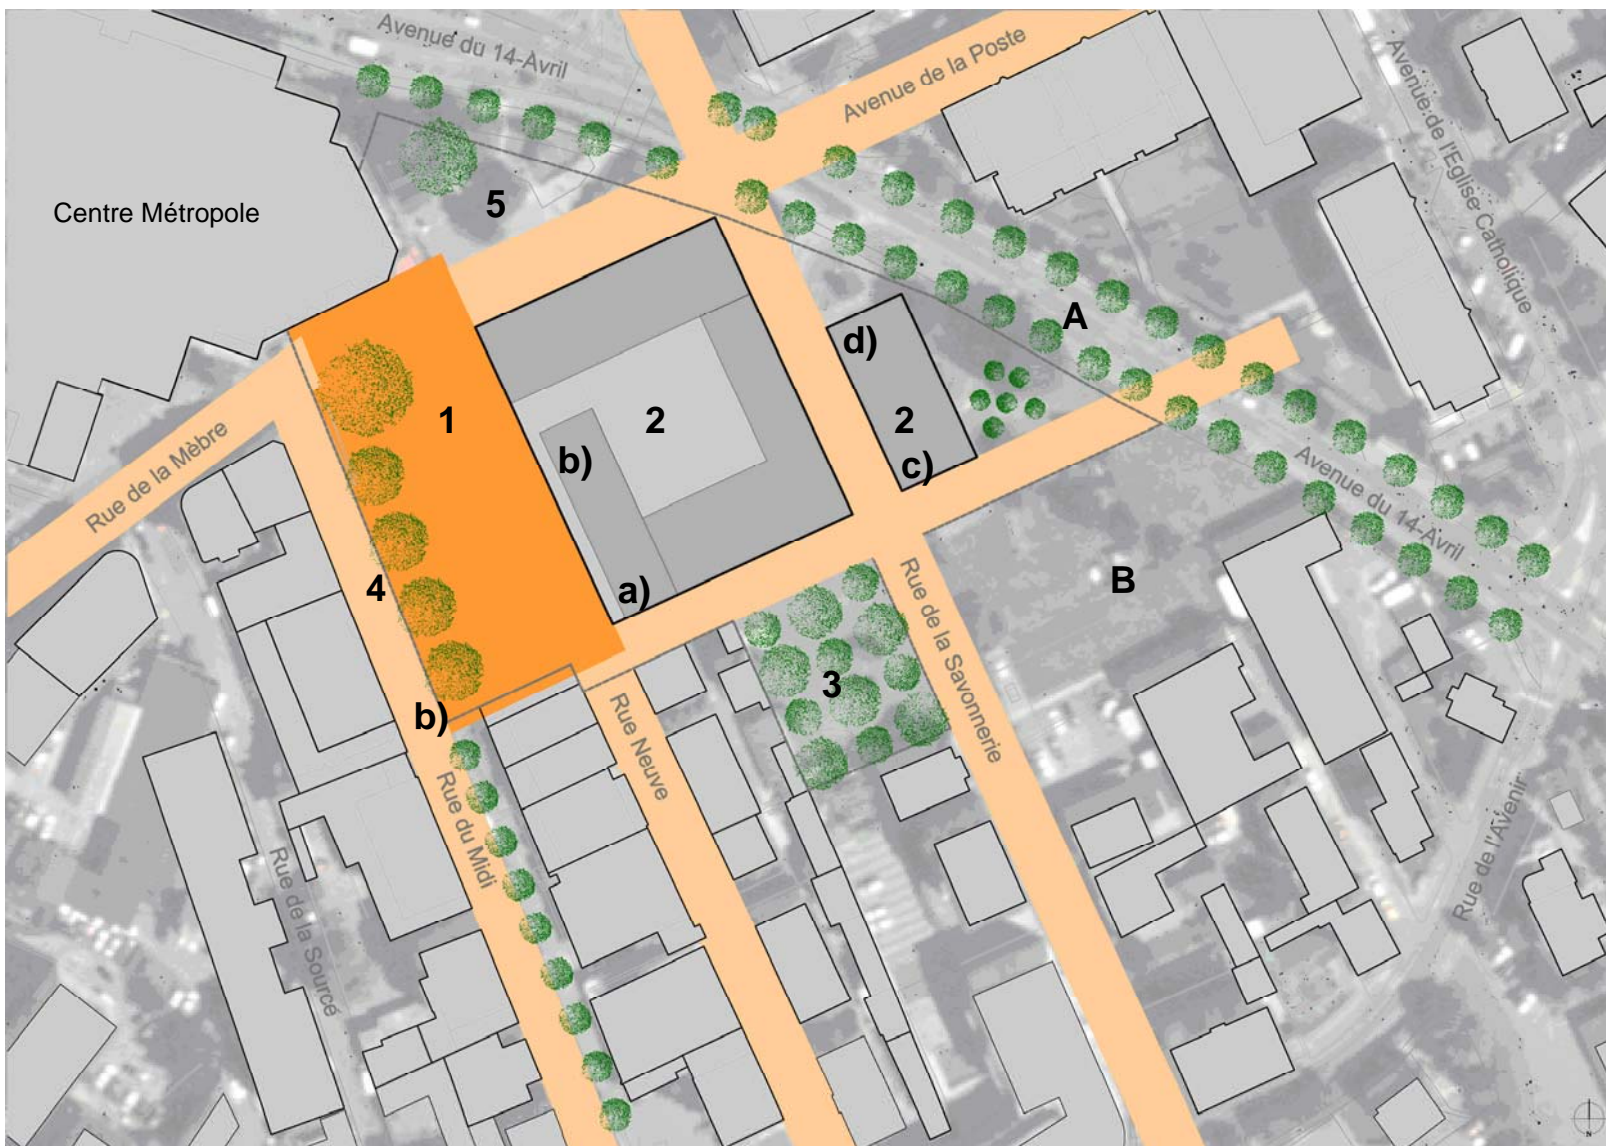 Avenue du 14-Avril
Avenue de la Poste
Avenue de l'Eglise Catholique
Centre Métropole
5
A
d)
1
2
2
b)
c)
Rue de la Mèbre
Avenue du 14-Avril
4
a)
B
Rue de la Savonnerie
3
b)
Rue Neuve
Rue du Midi
Rue de la Source
Rue de l'Avenir
N